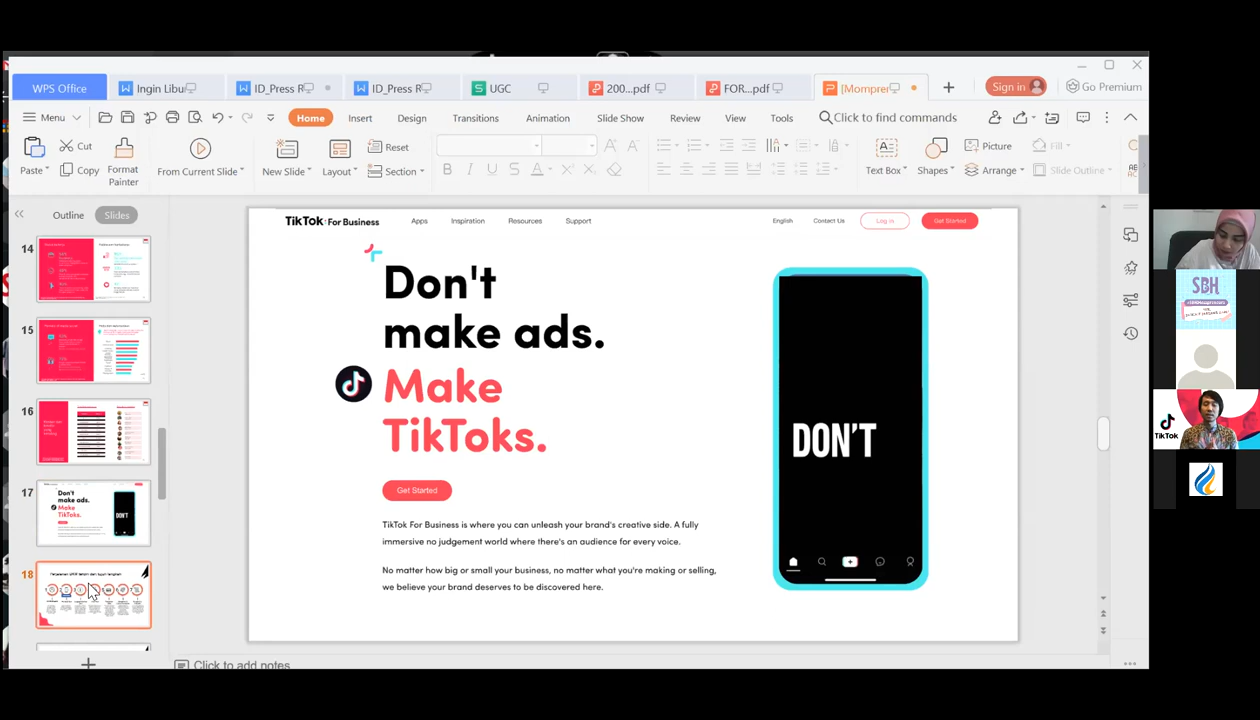 WPS Office
Ingin Libu
ID_Press R
ID_Press R
UGC
200...pdf
FOR...pdf
[Mompren
Sign in
Go Premium
Menu
Home
Insert
Design
Transitions
Animation
Slide Show
Review
View
Tools
Click to find commands
Paste
Cut
Copy
Format
Painter
From Current Slide
New Slide
Layout
Reset
Section
B I U S A
Text Box
Shapes
Picture
Arrange
Fill
Slide Outline
Outline
Slides
14
15
16
17
Don't
make ads.
Make
TikToks.
DON'T
18
TikTok For Business
Apps
Inspiration
Resources
Support
English
Contact Us
Log in
Get Started
Don't
make ads.
Make
TikToks.
Get Started
TikTok For Business is where you can unleash your brand's creative side. A fully
immersive no judgement world where there's an audience for every voice.
No matter how big or small your business, no matter what you're making or selling,
we believe your brand deserves to be discovered here.
DON'T
Click to add notes
SBH
TikTok